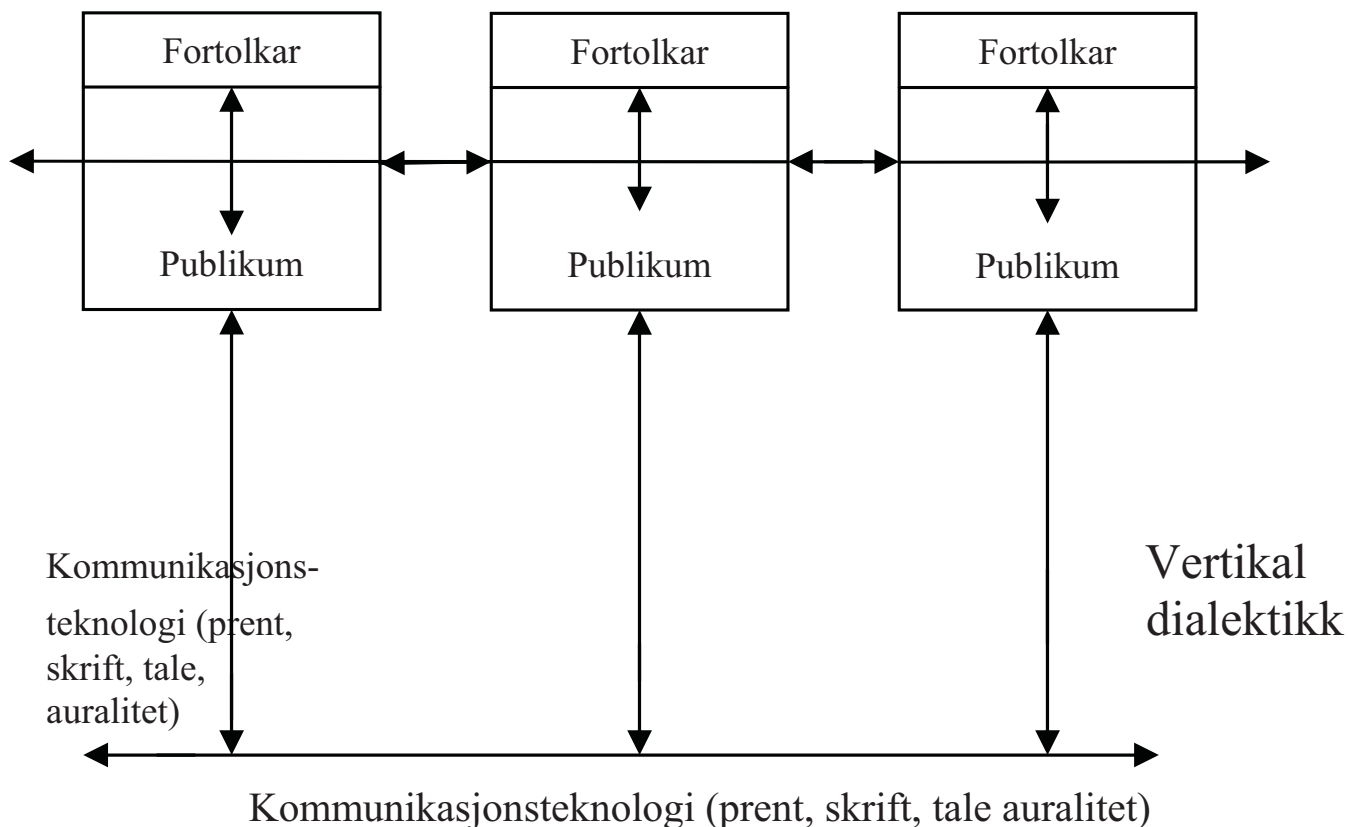 Fortolkar
Fortolkar
Fortolkar
Publikum
Publikum
Publikum
Kommunikasjons-
teknologi (prent,
skrift, tale,
auralitet)
Vertikal
dialektikk
Kommunikasjonsteknologi (prent, skrift, tale auralitet)